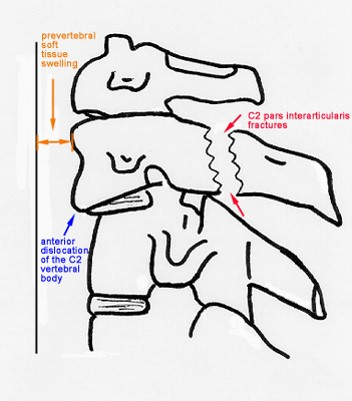 prevertebral
soft
tissue
swelling
C2 pars interarticularis
fractures
anterior
dislocation
of the C2
vertebral
body